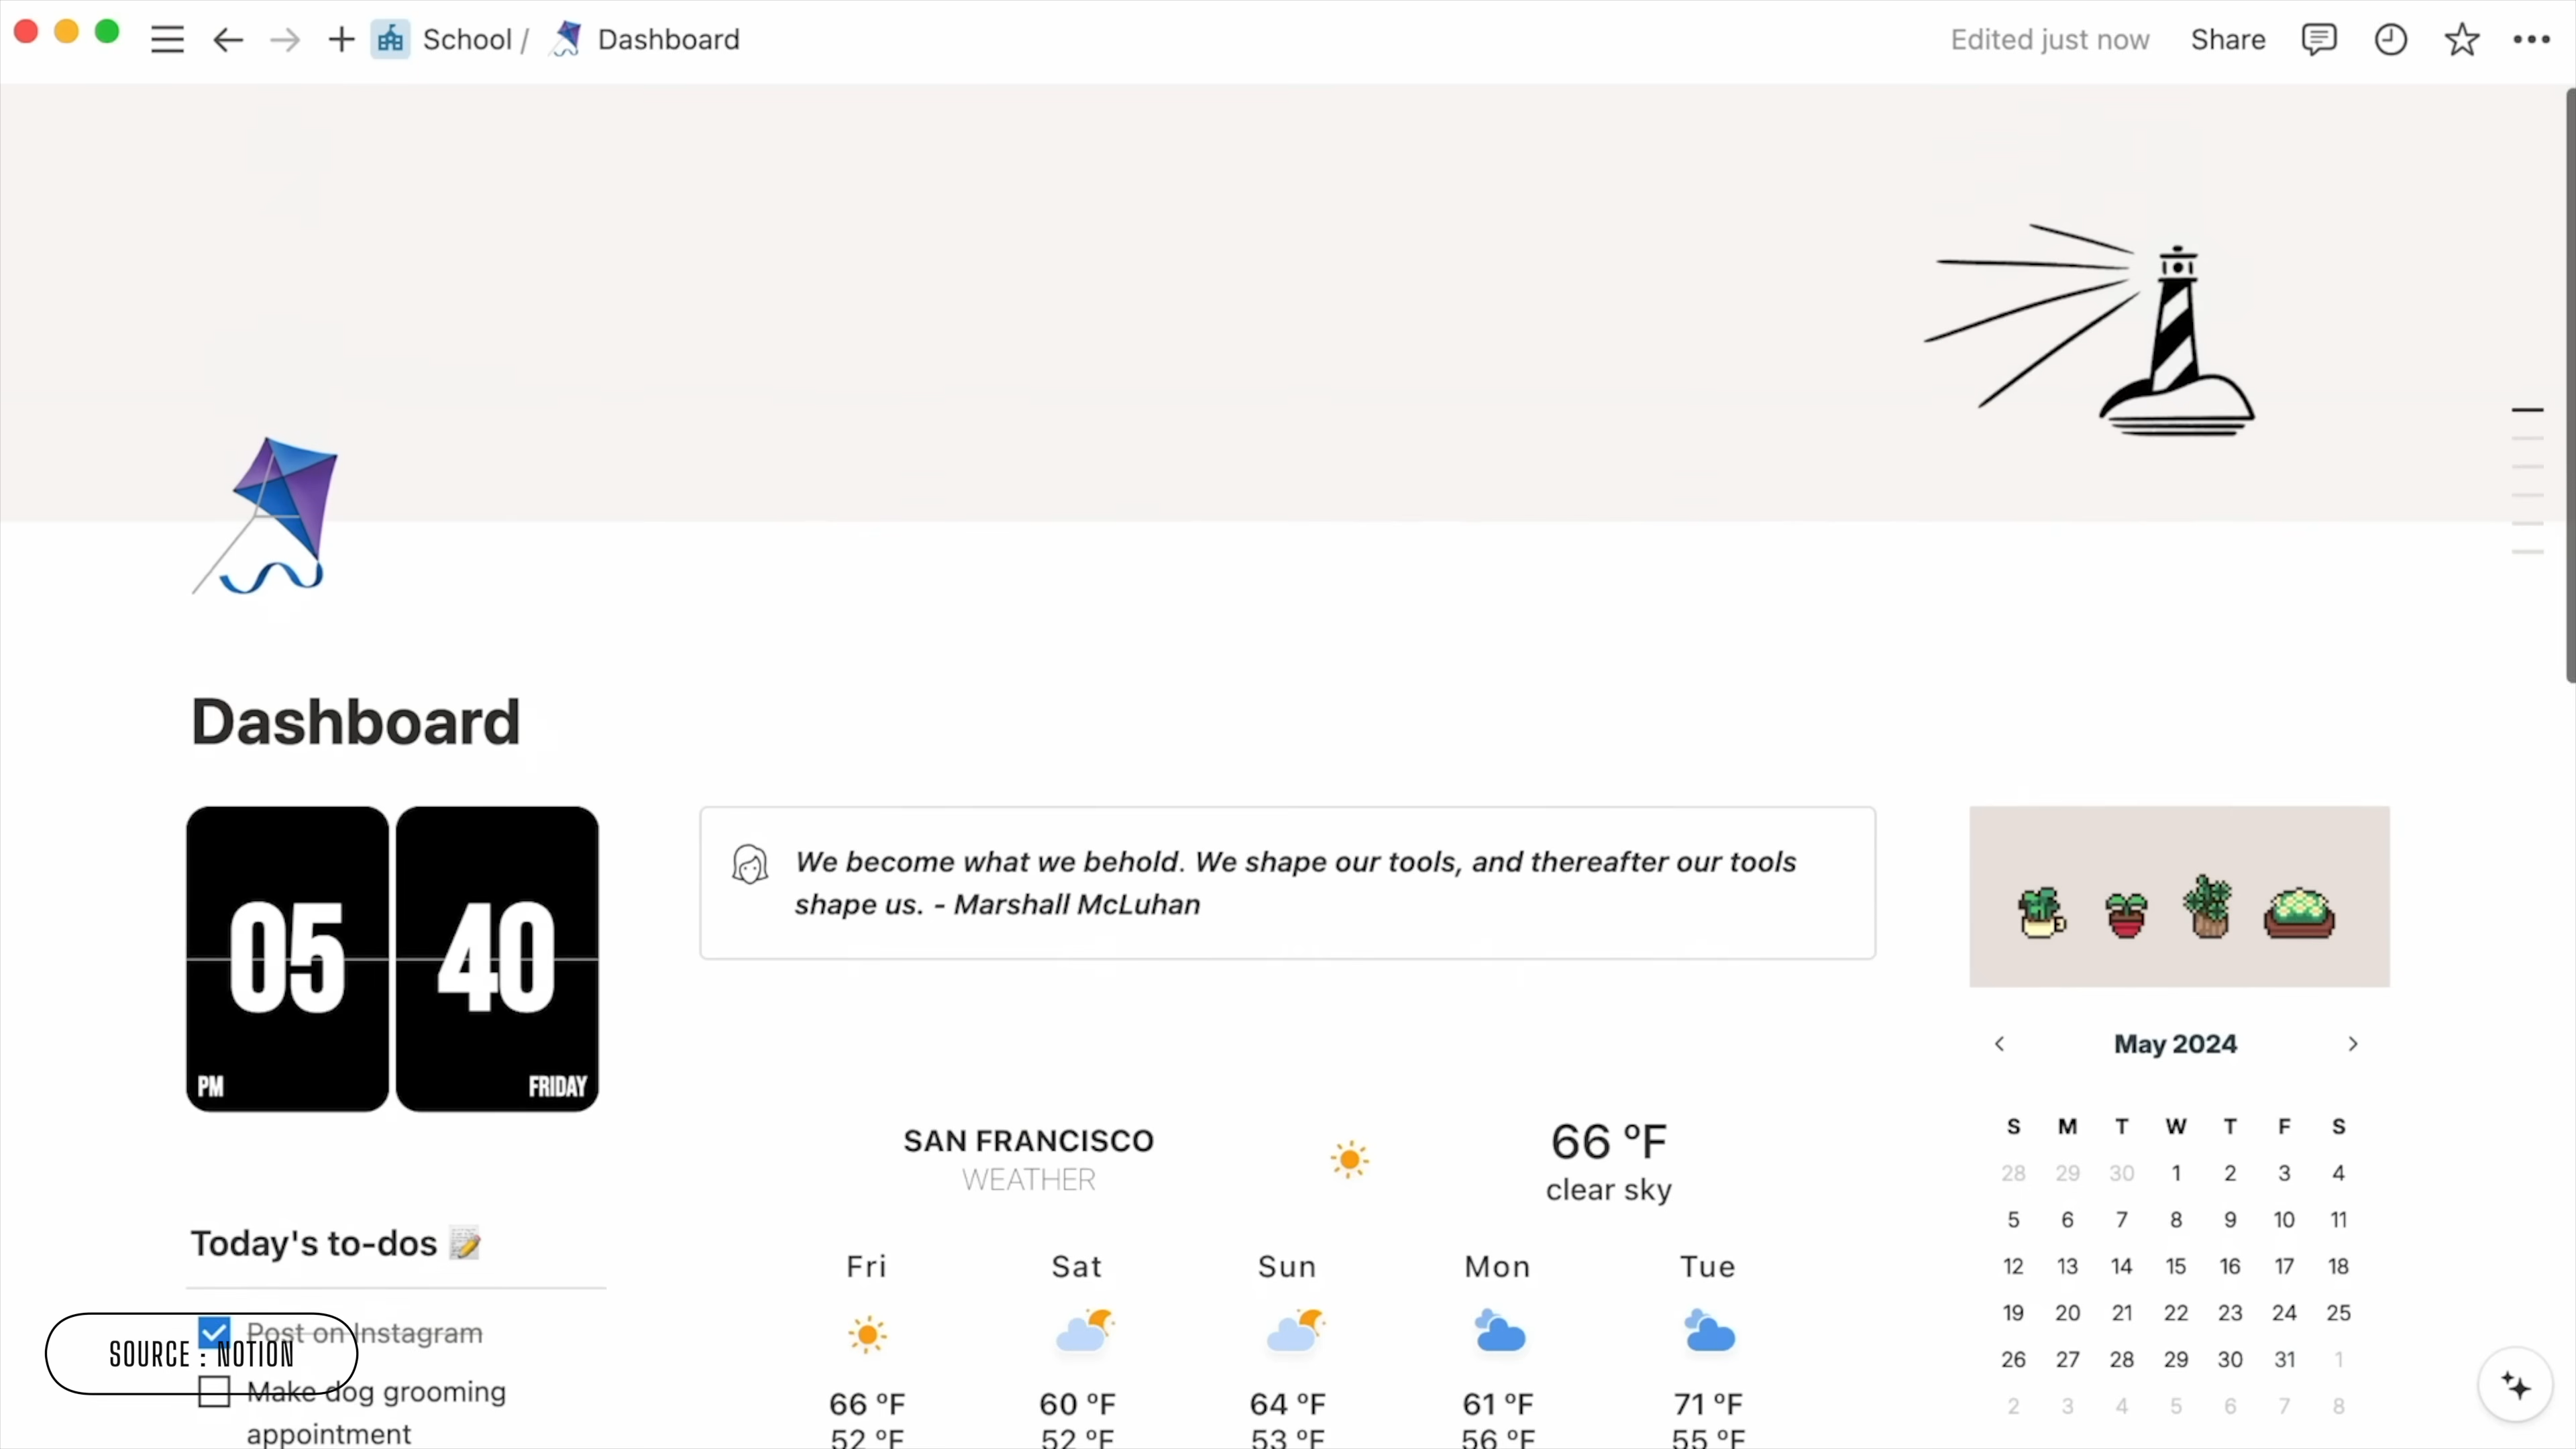 School / Dashboard
Edited just now Share
Dashboard
05 40
PM FRIDAY
We become what we behold. We shape our tools, and thereafter our tools
shape us. - Marshall McLuhan
SAN FRANCISCO
WEATHER
66 °F
clear sky
Fri Sat Sun Mon Tue
66 °F 60 °F 64 °F 61 °F 71 °F
52 °F 52 °F 53 °F 56 °F 55 °F
May 2024
S M T W T F S
28 29 30 1 2 3 4
5 6 7 8 9 10 11
12 13 14 15 16 17 18
19 20 21 22 23 24 25
26 27 28 29 30 31 1
2 3 4 5 6 7 8
Today's to-dos
Post on Instagram
Make dog grooming
appointment
SOURCE : NOTION